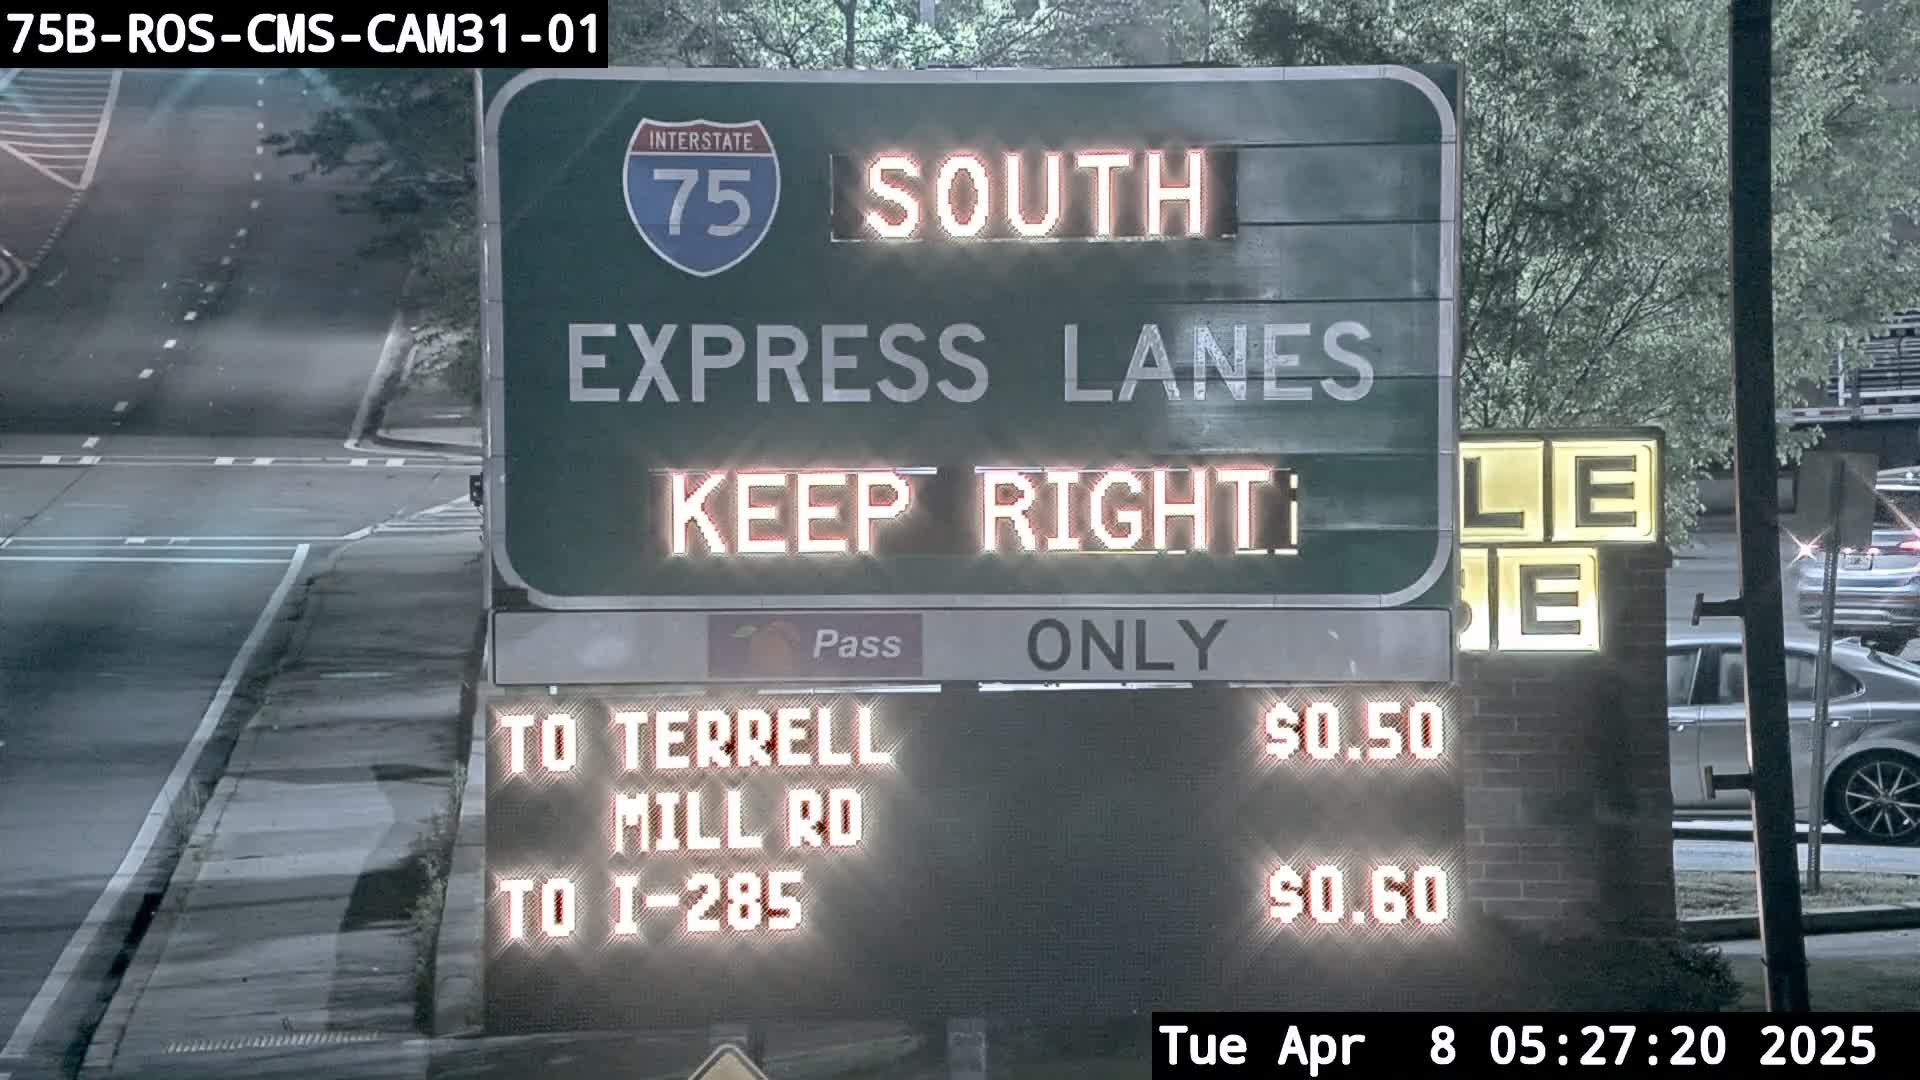 75B-ROS-CMS-CAM31-01
INTERSTATE
75
SOUTH
EXPRESS LANES
KEEP RIGHT
Pass ONLY
TO TERRELL $0.50
MILL RD
TO I-285 $0.60
LE
E
Tue Apr 8 05:27:20 2025